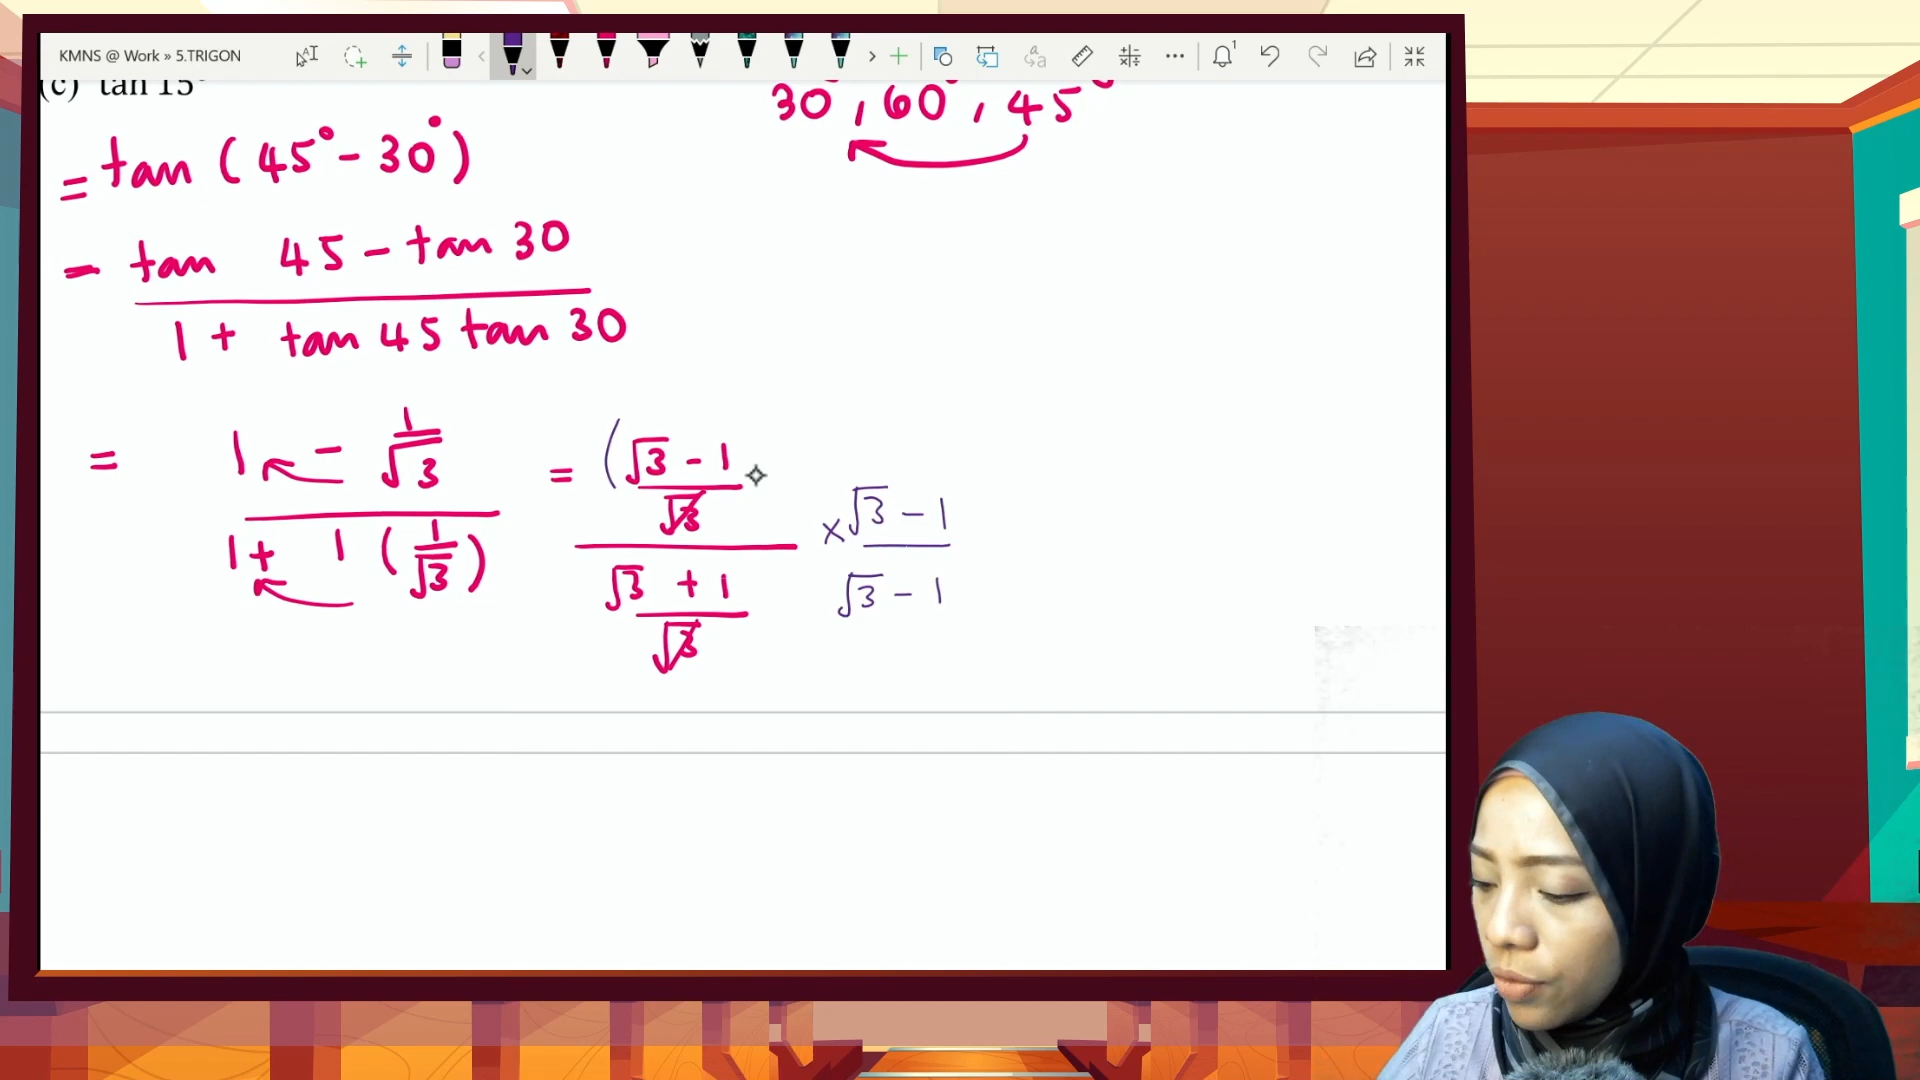 KMNS @ Work » 5.TRIGON
(c) tan 15°
30°, 60°, 45°
= tan (45° - 30°)
= tan 45 - tan 30
1 + tan 45 tan 30
= 1 - 1/√3
1 + 1 (1/√3)
= (√3 - 1
√3
√3 + 1
√3
× √3 - 1
√3 - 1